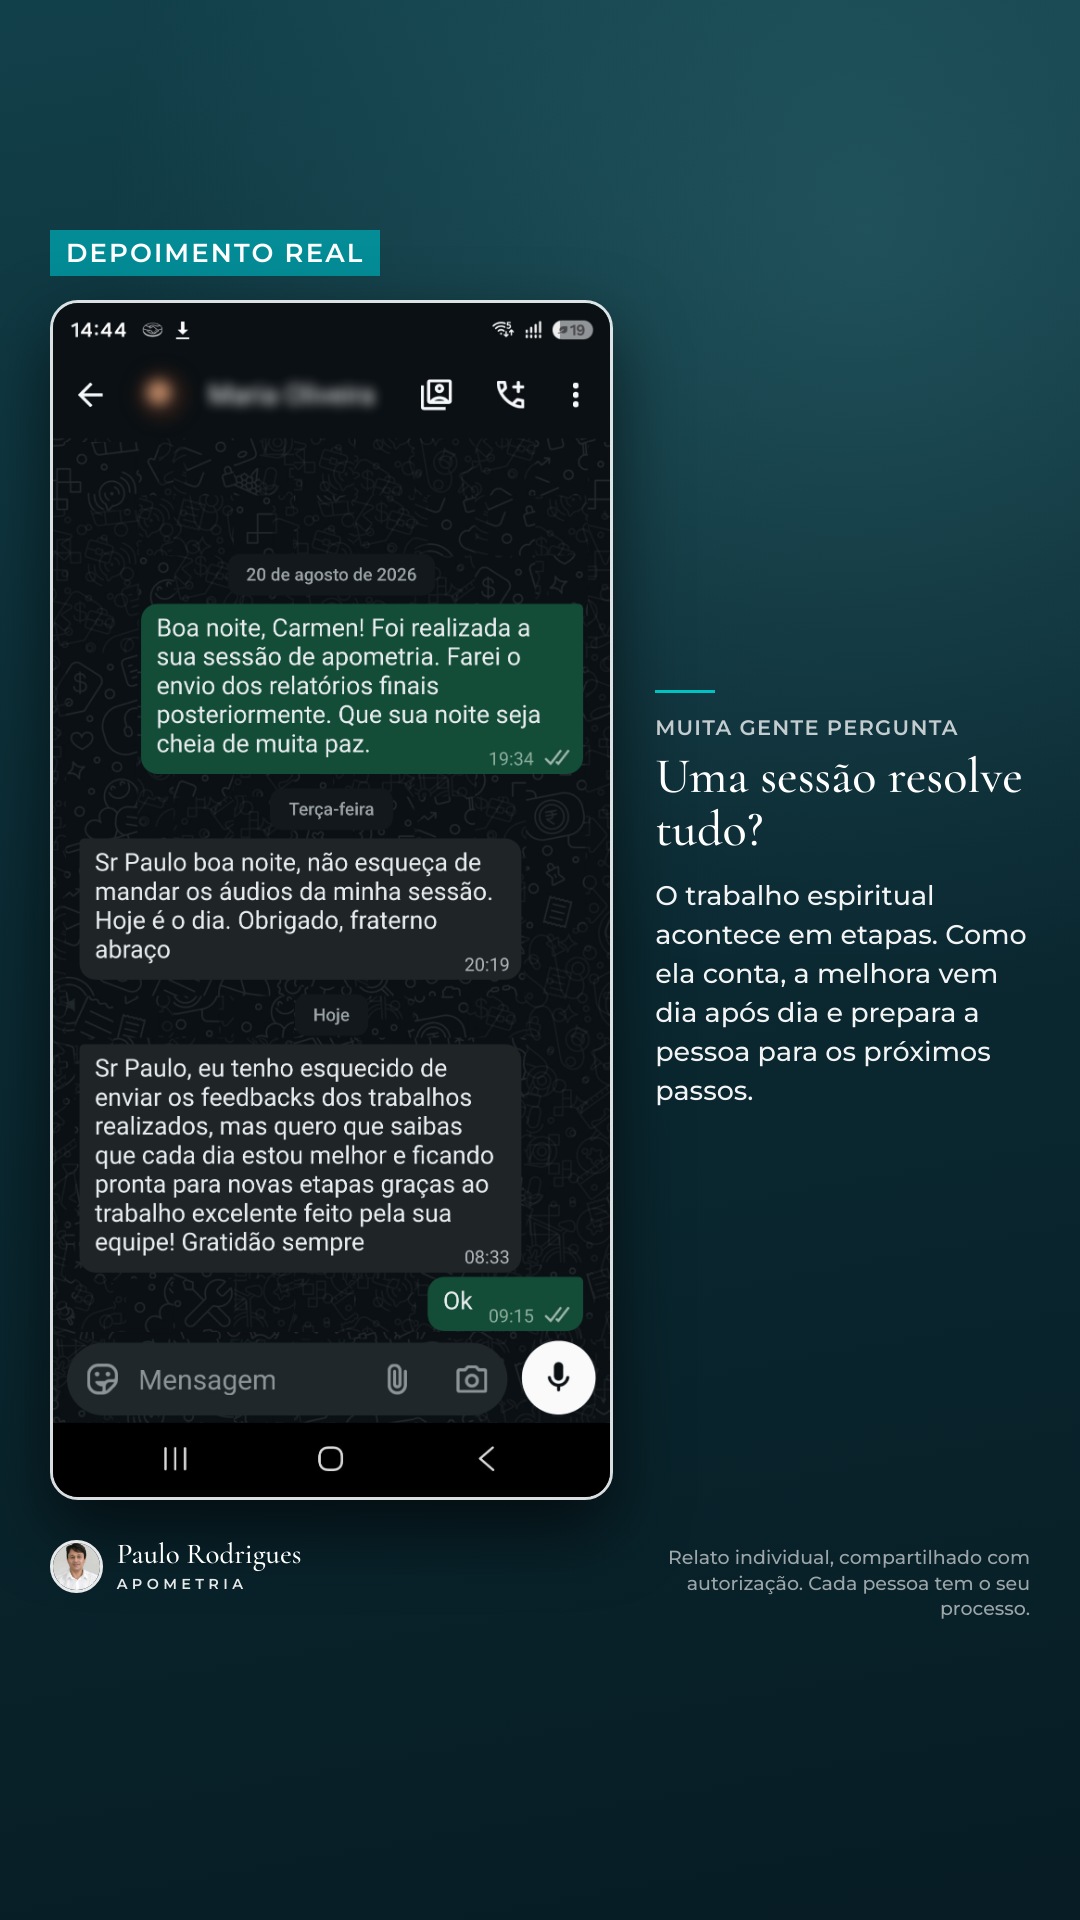 DEPOIMENTO REAL
14:44
19
20 de agosto de 2026
Boa noite, Carmen! Foi realizada a
sua sessão de apometria. Farei o
envio dos relatórios finais
posteriormente. Que sua noite seja
cheia de muita paz.
19:34
Terça-feira
Sr Paulo boa noite, não esqueça de
mandar os áudios da minha sessão.
Hoje é o dia. Obrigado, fraterno
abraço
20:19
Hoje
Sr Paulo, eu tenho esquecido de
enviar os feedbacks dos trabalhos
realizados, mas quero que saibas
que cada dia estou melhor e ficando
pronta para novas etapas graças ao
trabalho excelente feito pela sua
equipe! Gratidão sempre
08:33
Ok
09:15
Mensagem
MUITA GENTE PERGUNTA
Uma sessão resolve
tudo?
O trabalho espiritual
acontece em etapas. Como
ela conta, a melhora vem
dia após dia e prepara a
pessoa para os próximos
passos.
Paulo Rodrigues
APOMETRIA
Relato individual, compartilhado com
autorização. Cada pessoa tem o seu
processo.